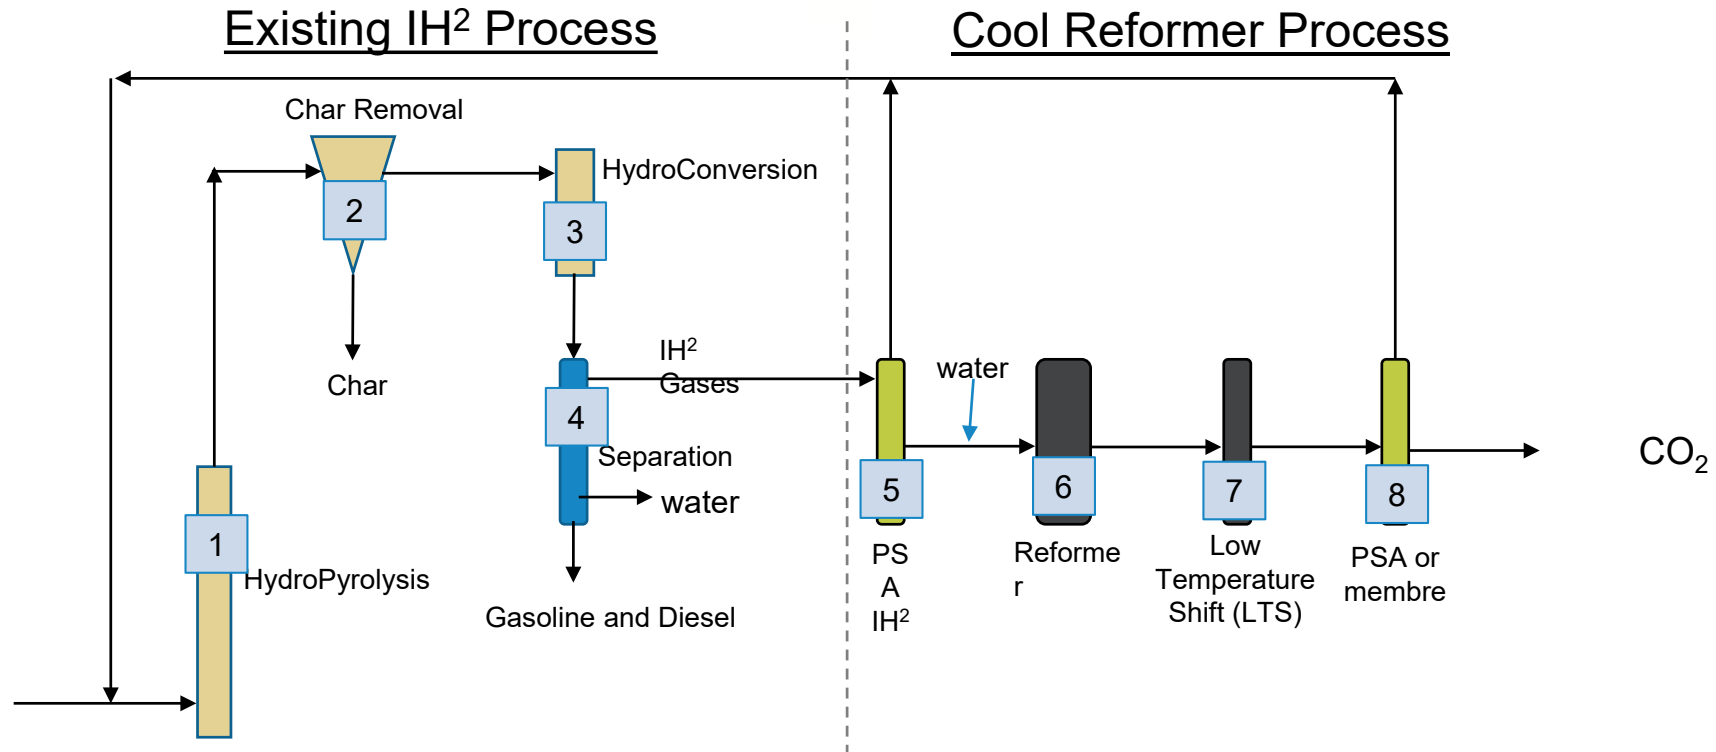 Existing IH² Process
Cool Reformer Process
Char Removal
HydroConversion
2
3
IH²
Gases
water
Char
4
Separation
water
5
6
7
8
CO₂
1
HydroPyrolysis
PS
A
IH²
Reforme
r
Low
Temperature
Shift (LTS)
PSA or
membre
Gasoline and Diesel